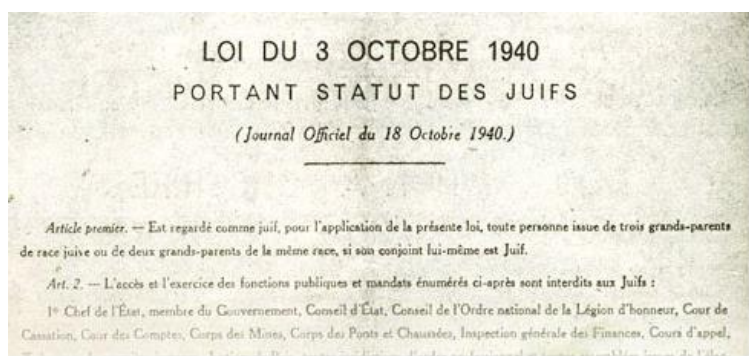 LOI DU 3 OCTOBRE 1940
PORTANT STATUT DES JUIFS
(Journal Officiel du 18 Octobre 1940.)
Article premier. — Est regardé comme juif, pour l'application de la présente loi, toute personne issue de trois grands-parents
de race juive ou de deux grands-parents de la même race, si son conjoint lui-même est Juif.
Art. 2. — L'accès et l'exercice des fonctions publiques et mandats énumérés ci-après sont interdits aux Juifs :
1° Chef de l'État, membre du Gouvernement, Conseil d'État, Conseil de l'Ordre national de la Légion d'honneur, Cour de
Cassation, Cour des Comptes, Corps des Mines, Corps des Ponts et Chaussées, Inspection générale des Finances, Cours d'appel,